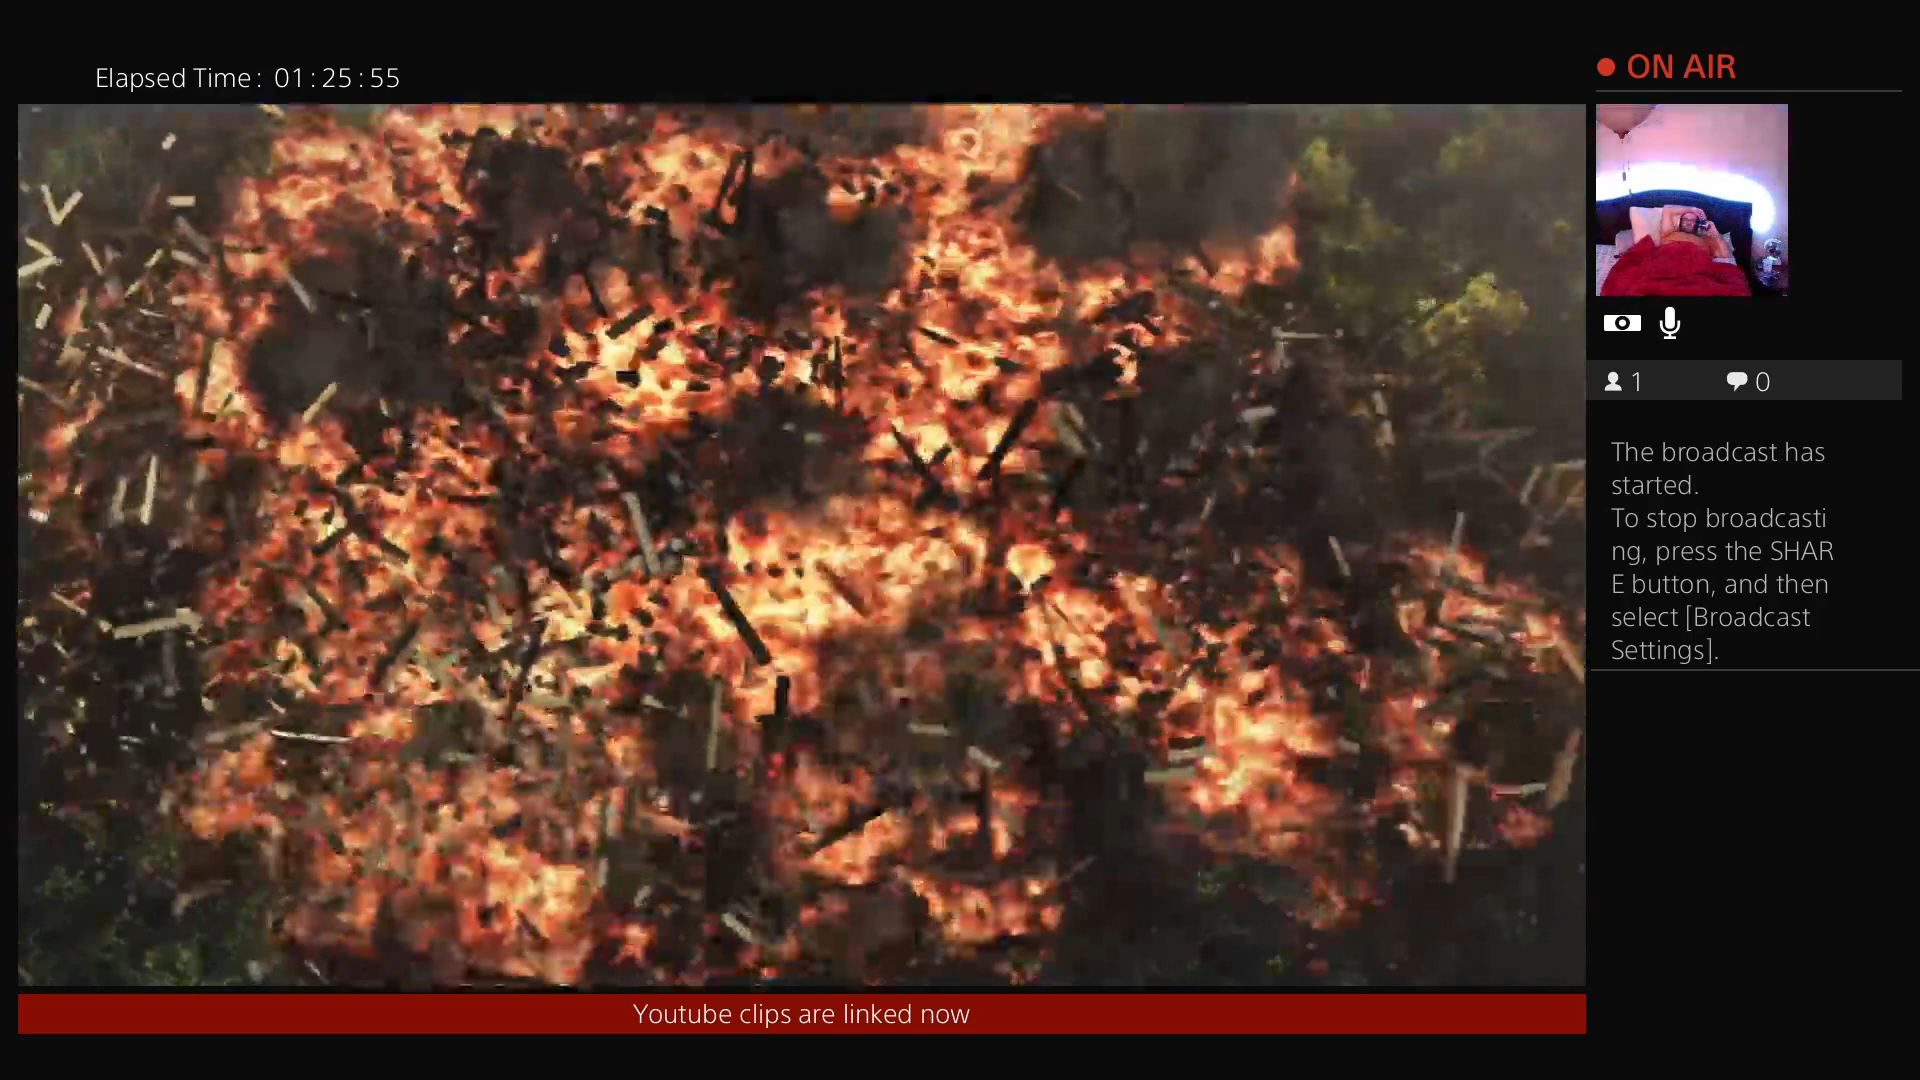 Elapsed Time: 01:25:55
ON AIR
1
0
The broadcast has
started.
To stop broadcasti
ng, press the SHAR
E button, and then
select [Broadcast
Settings].
Youtube clips are linked now